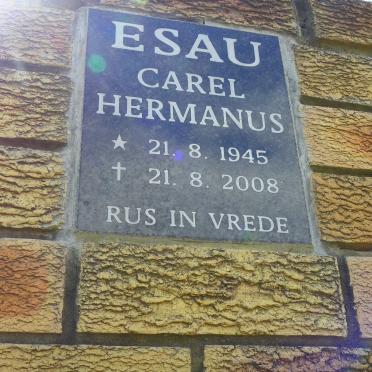 ESAU
CAREL
HERMANUS
★ 21. 8. 1945
✝ 21. 8. 2008
RUS IN VREDE